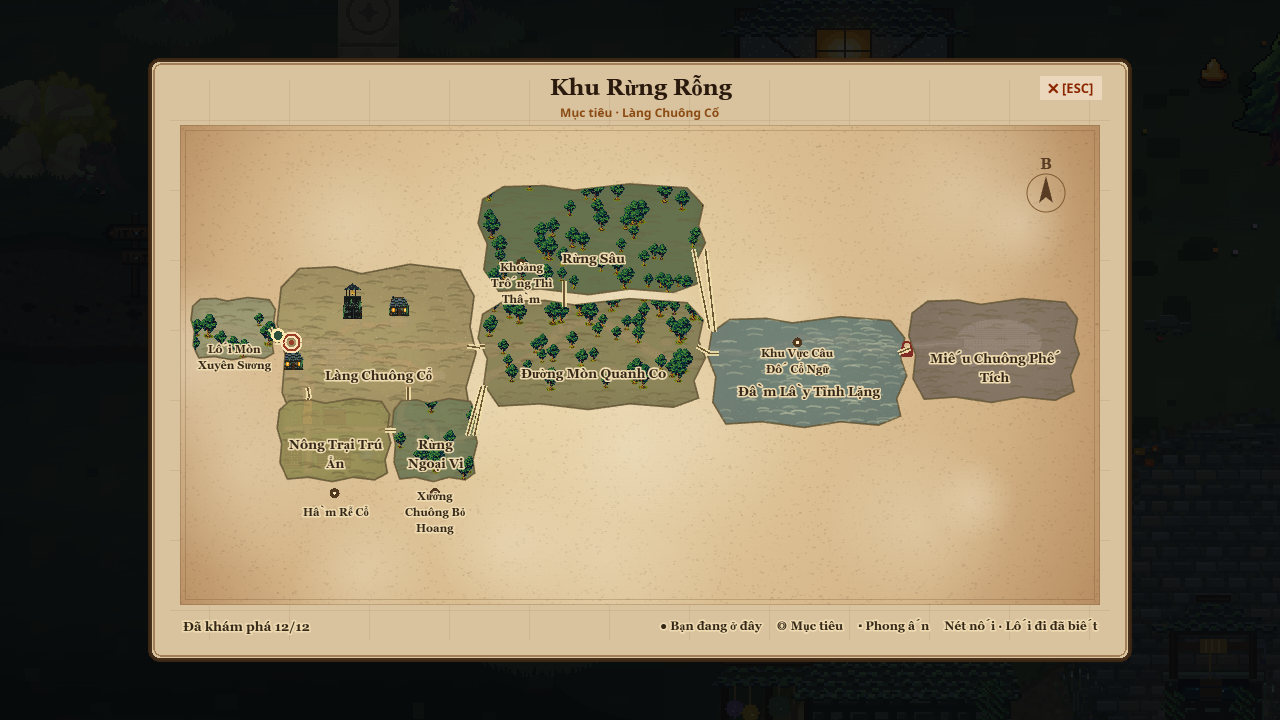 Khu Rừng Rỗng
✕ [ESC]
Mục tiêu · Làng Chuông Cổ
B
Rừng Sâu
Khoảng
Trống Thì
Thầm
Lối Mòn
Xuyên Sương
Làng Chuông Cổ
Đường Mòn Quanh Co
Khu Vực Câu
Đố Cổ Ngữ
Đầm Lầy Tĩnh Lặng
Miếu Chuông Phế
Tích
Nông Trại Trú
Ẩn
Rừng
Ngoại Vi
Hầm Rễ Cổ
Xưởng
Chuông Bỏ
Hoang
Đã khám phá 12/12
● Bạn đang ở đây ◎ Mục tiêu • Phong ấn Nét nối · Lối đi đã biết